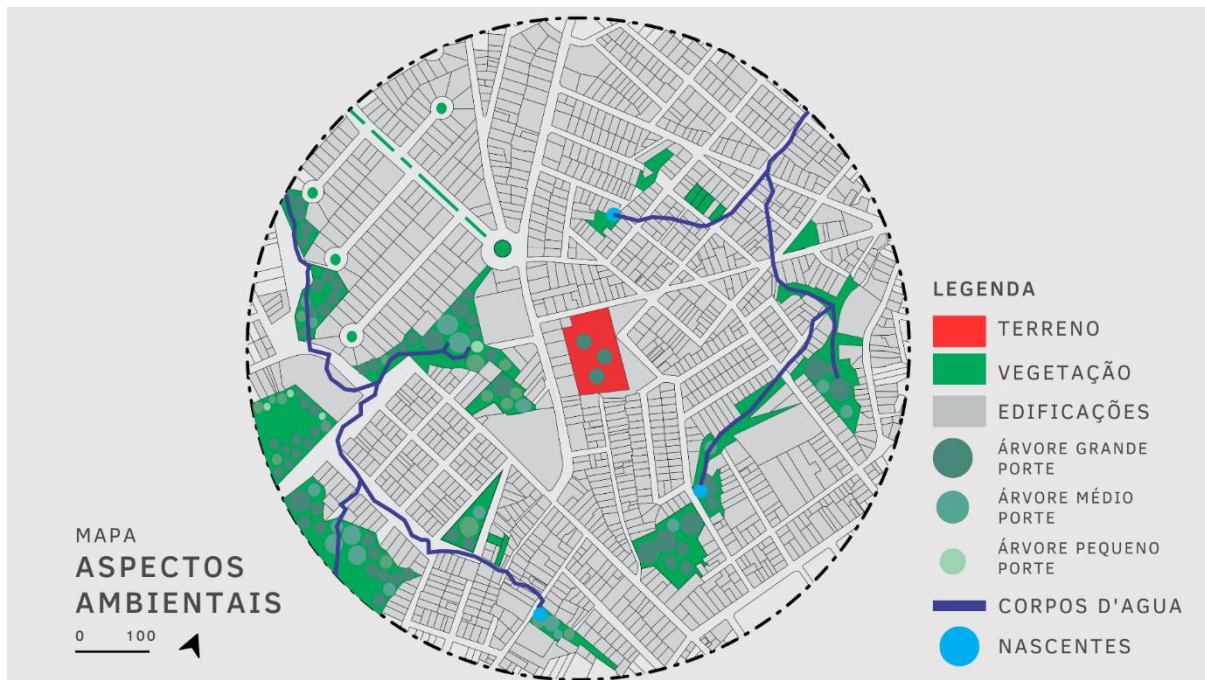 MAPA
ASPECTOS
AMBIENTAIS
0 100
LEGENDA
TERRENO
VEGETAÇÃO
EDIFICAÇÕES
ÁRVORE GRANDE
PORTE
ÁRVORE MÉDIO
PORTE
ÁRVORE PEQUENO
PORTE
CORPOS D'AGUA
NASCENTES